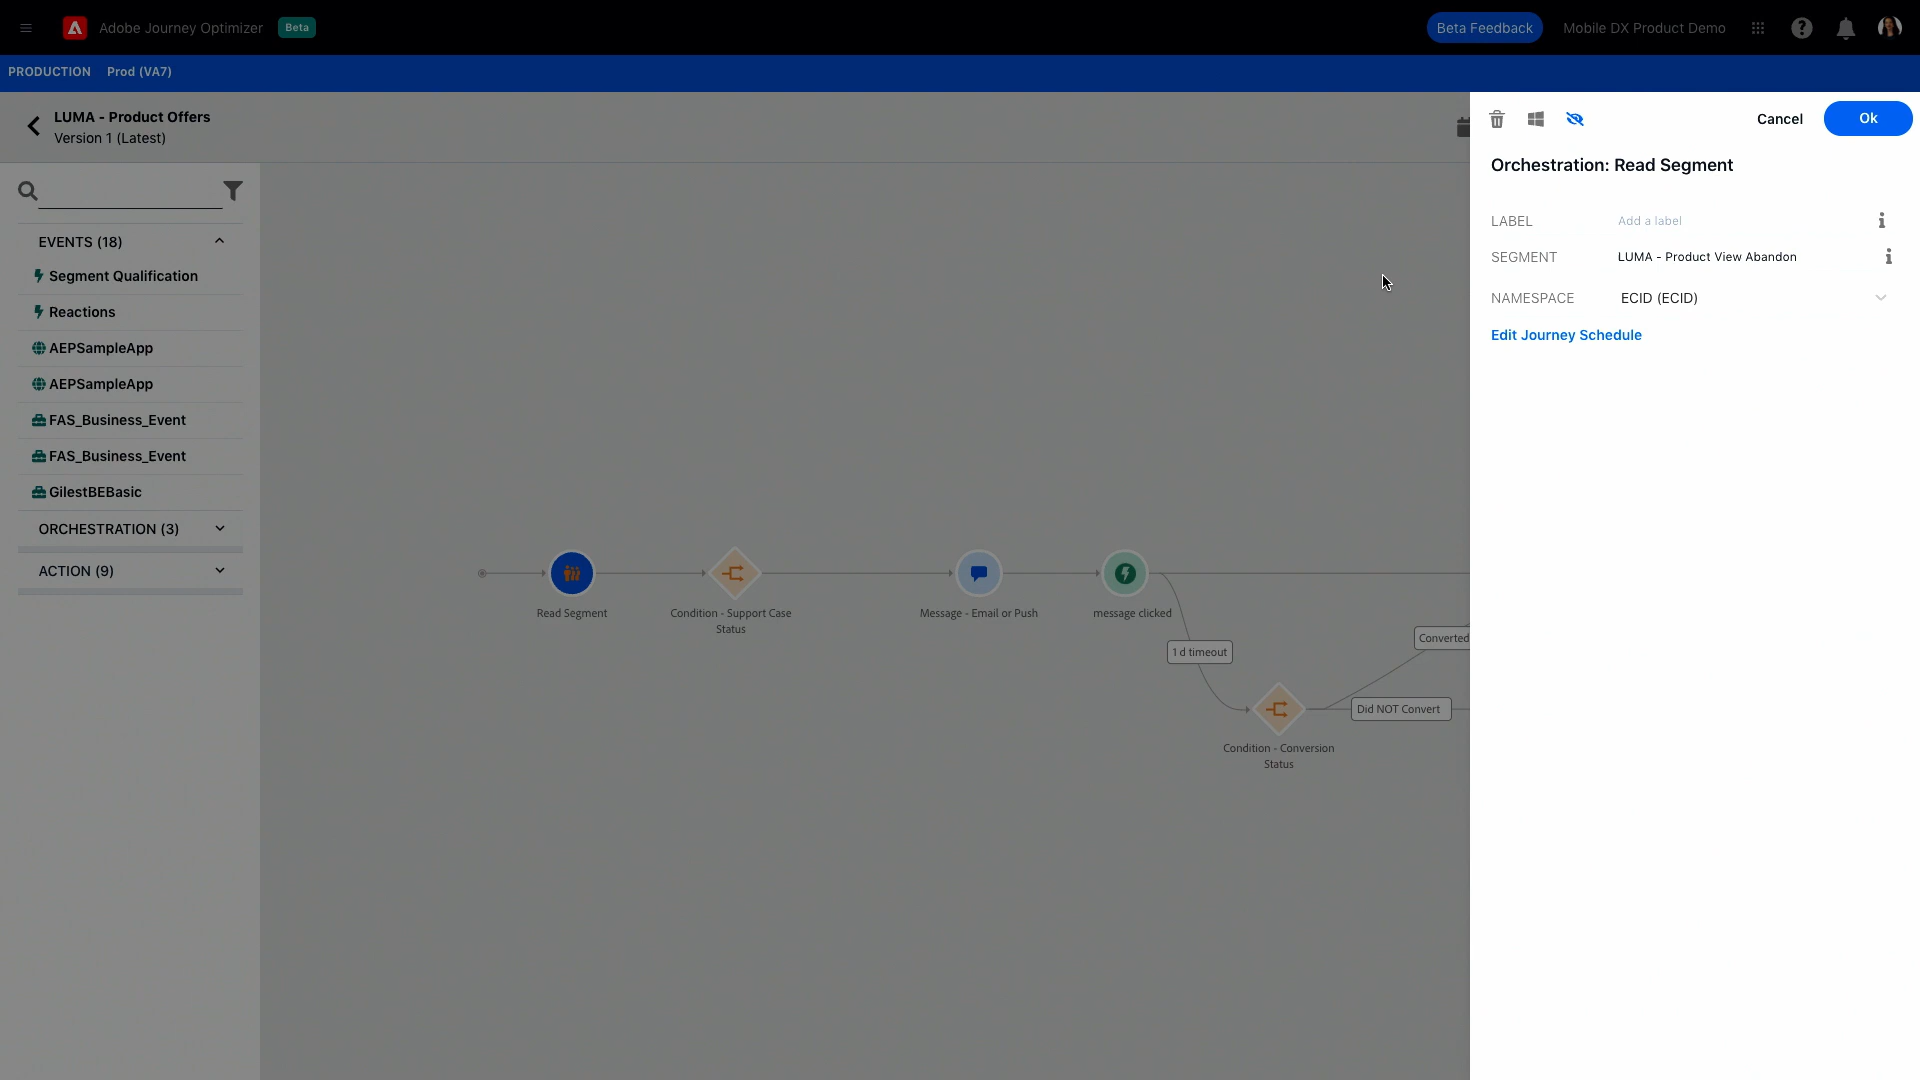 Adobe Journey Optimizer
Beta
Beta Feedback
Mobile DX Product Demo
PRODUCTION
Prod (VA7)
LUMA - Product Offers
Version 1 (Latest)
EVENTS (18)
Segment Qualification
Reactions
AEPSampleApp
AEPSampleApp
FAS_Business_Event
FAS_Business_Event
GilestBEBasic
ORCHESTRATION (3)
ACTION (9)
Read Segment
Condition - Support Case
Status
Message - Email or Push
message clicked
1 d timeout
Converted
Did NOT Convert
Condition - Conversion
Status
Cancel
Ok
Orchestration: Read Segment
LABEL
Add a label
SEGMENT
LUMA - Product View Abandon
NAMESPACE
ECID (ECID)
Edit Journey Schedule